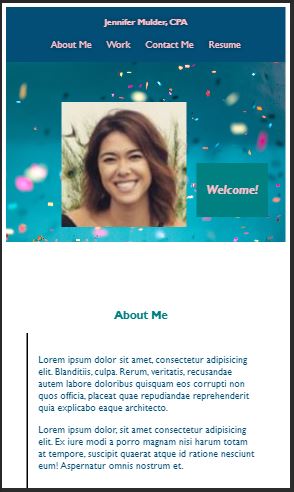 Jennifer Mulder, CPA
About Me Work Contact Me Resume
Welcome!
About Me
Lorem ipsum dolor sit amet, consectetur adipisicing
elit. Blanditiis, culpa. Rerum, veritatis, recusandae
autem labore doloribus quisquam eos corrupti non
quos officia, placeat quae repudiandae reprehenderit
quia explicabo eaque architecto.
Lorem ipsum dolor, sit amet consectetur adipisicing
elit. Ex iure modi a porro magnam nisi harum totam
at tempore, suscipit quaerat atque id ratione nesciunt
eum! Aspernatur omnis nostrum et.